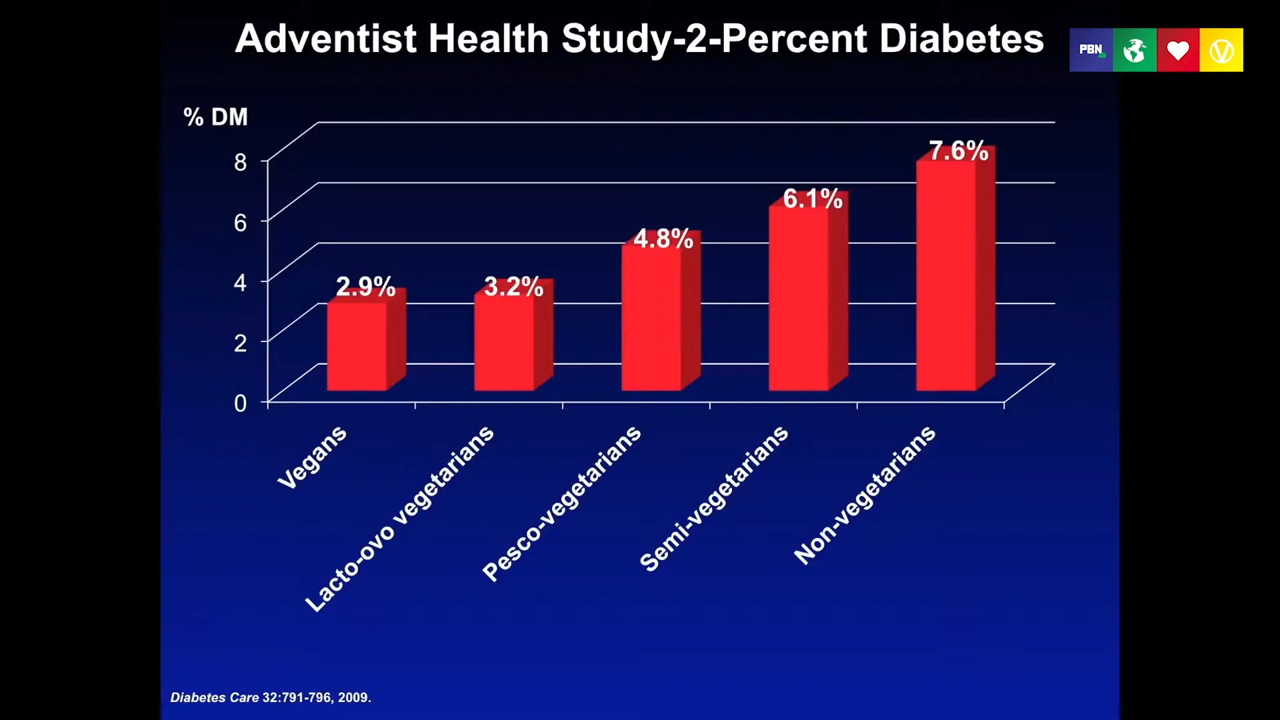 Adventist Health Study-2-Percent Diabetes
PBN
V
% DM
8
6
4
2
0
2.9%
3.2%
4.8%
6.1%
7.6%
Vegans
Lacto-ovo vegetarians
Pesco-vegetarians
Semi-vegetarians
Non-vegetarians
Diabetes Care 32:791-796, 2009.